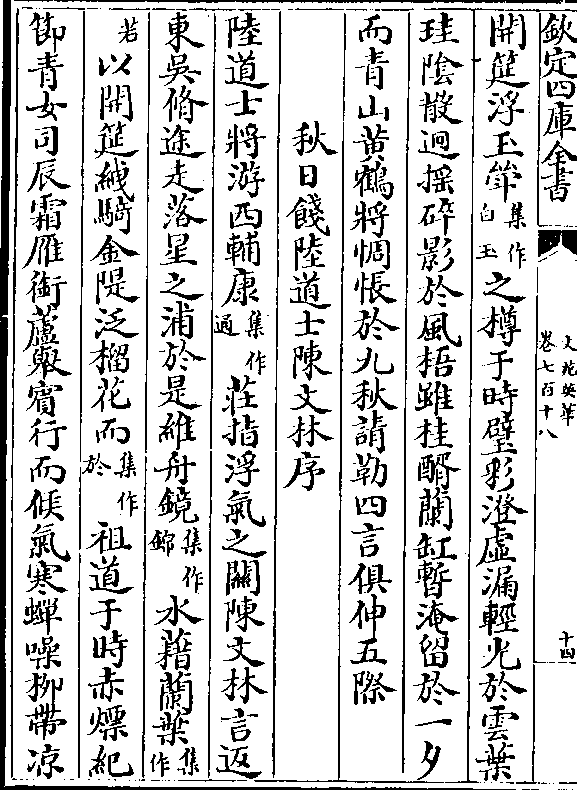 欽定四庫全書
文苑英華
卷七百十八
十四
開筵浮玉斝集作白玉之樽于時璧彩澄虛漏輕光於雲葉
珪陰散迥揺碎影於風梧雖桂醑蘭缸暫淹留於一夕
而青山黄鶴將惆悵於九秋請勒四言俱伸五際
秋日餞陸道士陳文林序
陸道士將游西輔康集作通莊指浮氣之關陳文林言返
東吳脩途走落星之浦於是維舟鏡集作錦水藉蘭葉集作
若以開筵紲騎金隄泛榴花而集作於祖道于時赤熛紀
節青女司辰霜雁銜蘆舉賓行而候氣寒蟬噪柳帶凉